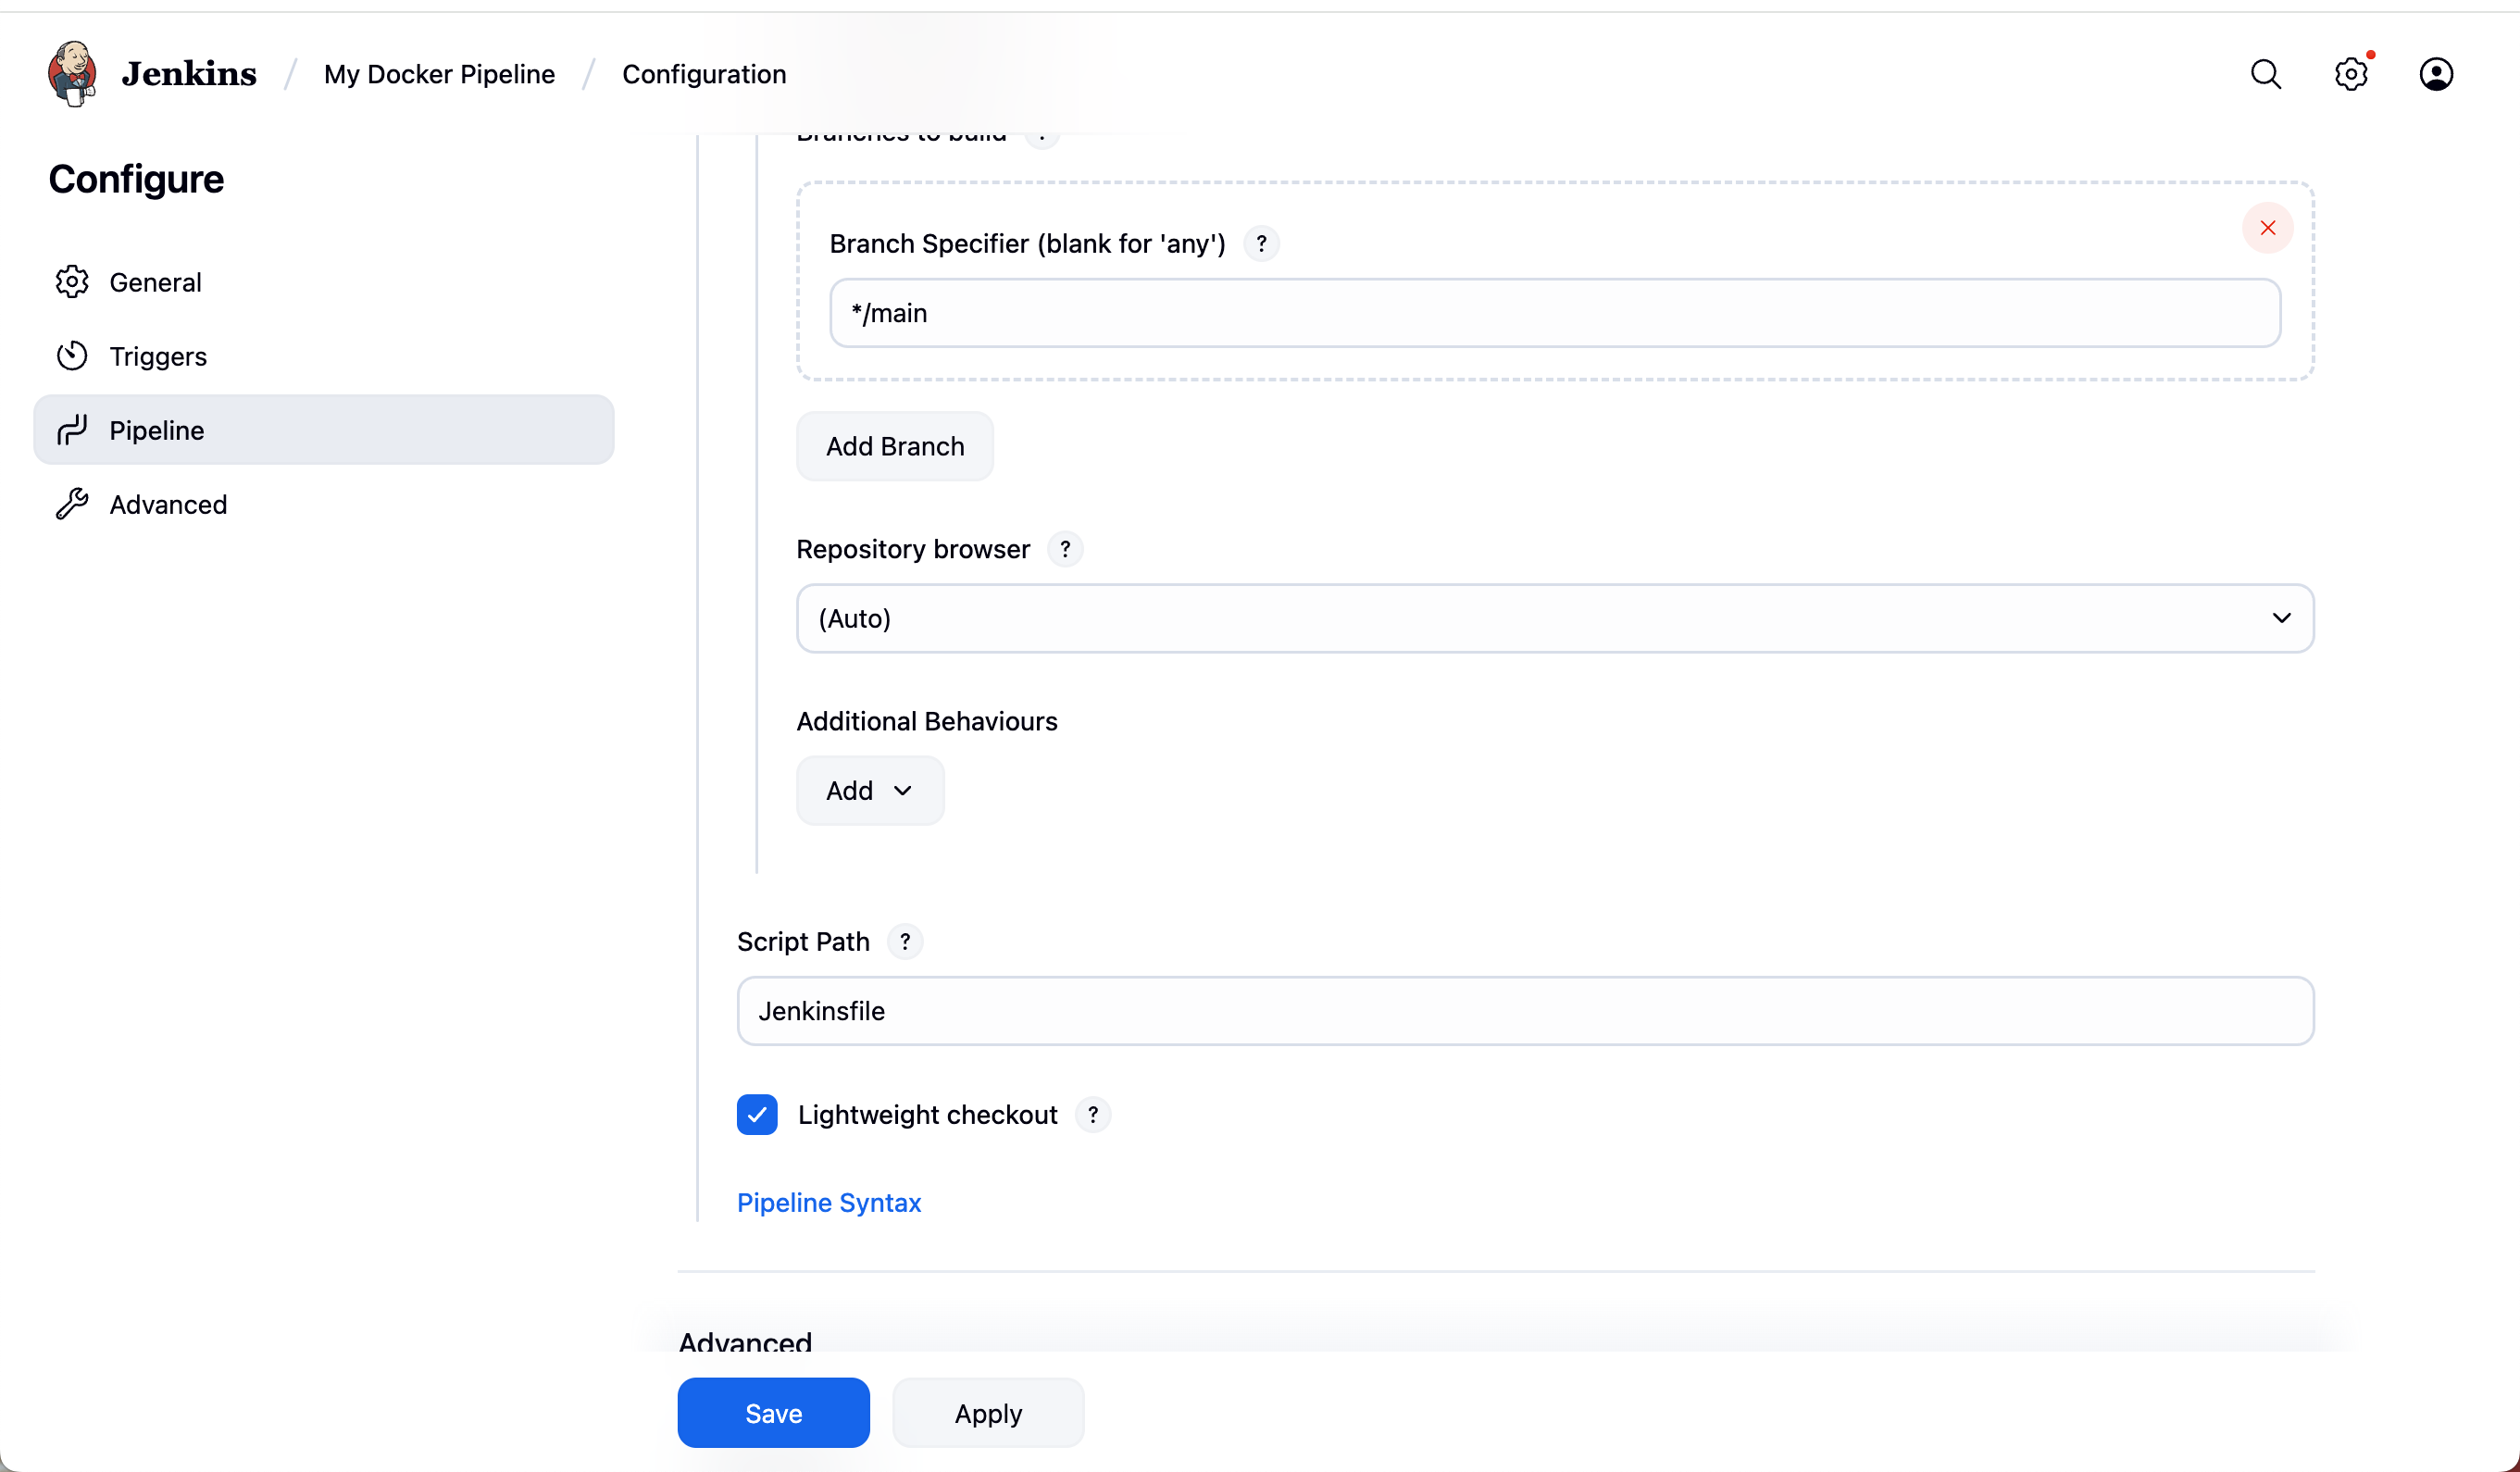 Jenkins / My Docker Pipeline / Configuration
Configure
General
Triggers
Pipeline
Advanced
Branches to build ?
Branch Specifier (blank for 'any') ?
*/main
Add Branch
Repository browser ?
(Auto)
Additional Behaviours
Add
Script Path ?
Jenkinsfile
Lightweight checkout ?
Pipeline Syntax
Advanced
Save
Apply